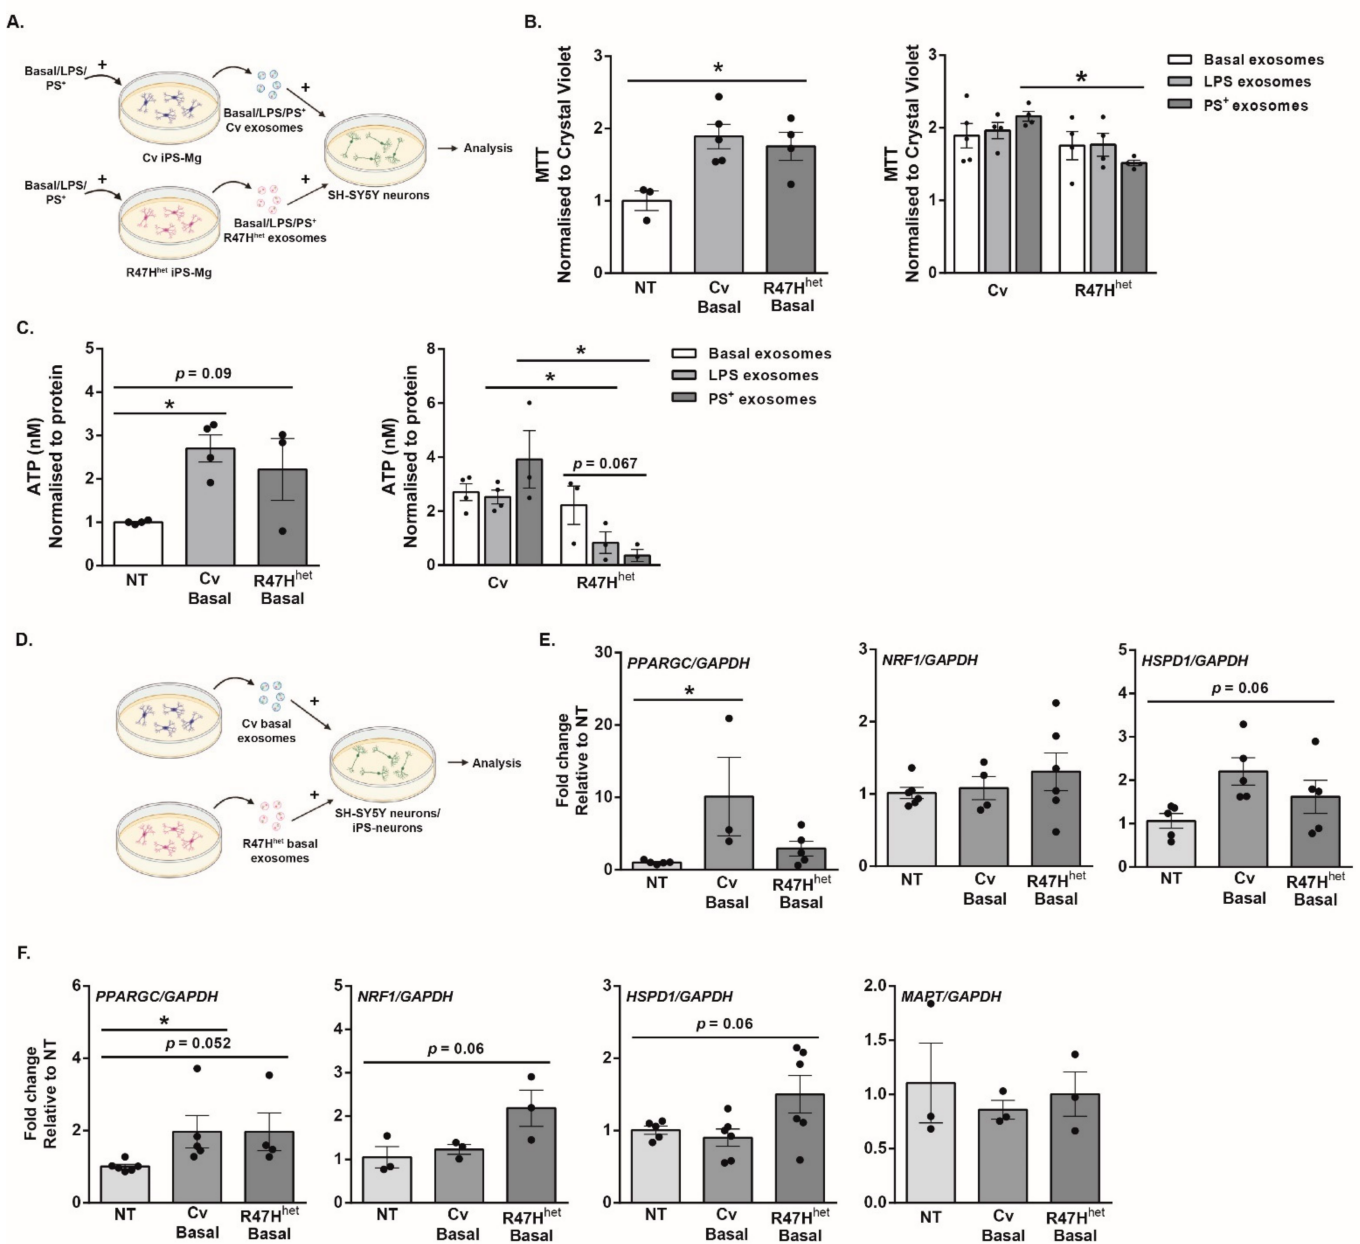 A.
Basal/LPS/
PS⁺
+
Cv iPS-Mg
Basal/LPS/PS⁺
Cv exosomes
+
Basal/LPS/
PS⁺
+
R47Hʰᵉᵗ iPS-Mg
Basal/LPS/PS⁺
R47Hʰᵉᵗ exosomes
+
SH-SY5Y neurons
Analysis
B.
MTT
Normalised to Crystal Violet
3
2
1
0
*
NT
Cv
Basal
R47Hʰᵉᵗ
Basal
MTT
Normalised to Crystal Violet
3
2
1
0
*
Cv
R47Hʰᵉᵗ
Basal exosomes
LPS exosomes
PS⁺ exosomes
C.
ATP (nM)
Normalised to protein
5
4
3
2
1
0
p = 0.09
*
NT
Cv
Basal
R47Hʰᵉᵗ
Basal
ATP (nM)
Normalised to protein
8
6
4
2
0
*
*
p = 0.067
Cv
R47Hʰᵉᵗ
Basal exosomes
LPS exosomes
PS⁺ exosomes
D.
Cv basal
exosomes
+
R47Hʰᵉᵗ basal
exosomes
+
SH-SY5Y neurons/
iPS-neurons
Analysis
E.
Fold change
Relative to NT
30
20
10
0
PPARGC/GAPDH
*
NT
Cv
Basal
R47Hʰᵉᵗ
Basal
3
2
1
0
NRF1/GAPDH
NT
Cv
Basal
R47Hʰᵉᵗ
Basal
5
4
3
2
1
0
HSPD1/GAPDH
p = 0.06
NT
Cv
Basal
R47Hʰᵉᵗ
Basal
F.
Fold change
Relative to NT
6
4
2
0
PPARGC/GAPDH
*
p = 0.052
NT
Cv
Basal
R47Hʰᵉᵗ
Basal
5
4
3
2
1
0
NRF1/GAPDH
p = 0.06
NT
Cv
Basal
R47Hʰᵉᵗ
Basal
3
2
1
0
HSPD1/GAPDH
p = 0.06
NT
Cv
Basal
R47Hʰᵉᵗ
Basal
2.0
1.5
1.0
0.5
0.0
MAPT/GAPDH
NT
Cv
Basal
R47Hʰᵉᵗ
Basal